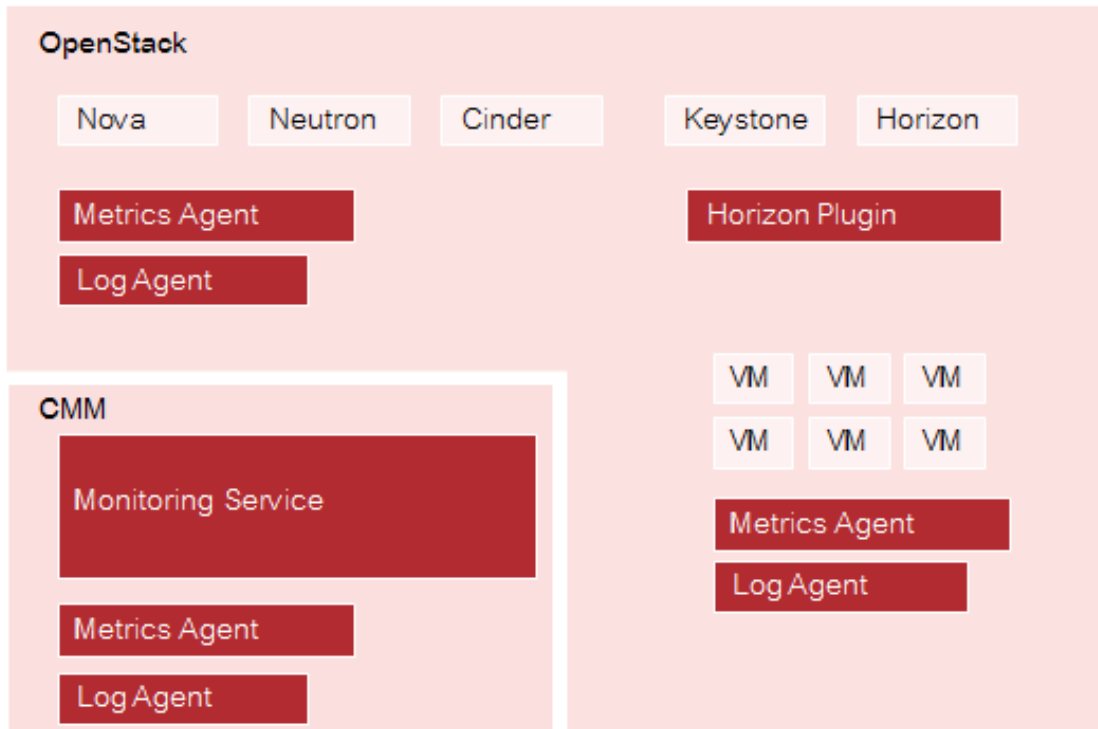 OpenStack
Nova Neutron Cinder Keystone Horizon
Metrics Agent
Log Agent
Horizon Plugin
VM VM VM
VM VM VM
Metrics Agent
Log Agent
CMM
Monitoring Service
Metrics Agent
Log Agent